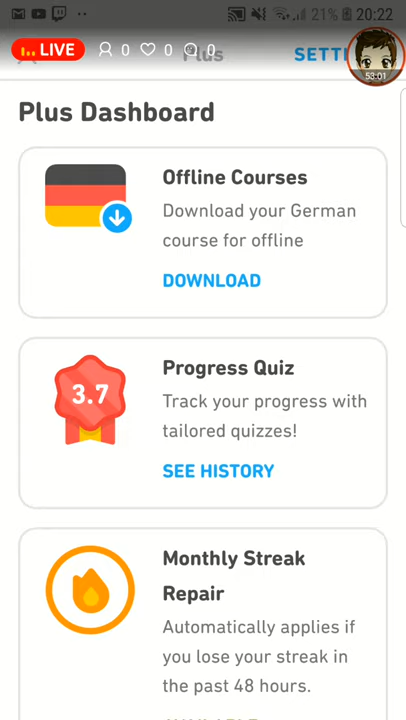 21% 20:22
LIVE 0 0 0
Plus SETTI
53:01
Plus Dashboard
Offline Courses
Download your German
course for offline
DOWNLOAD
3.7
Progress Quiz
Track your progress with
tailored quizzes!
SEE HISTORY
Monthly Streak
Repair
Automatically applies if
you lose your streak in
the past 48 hours.